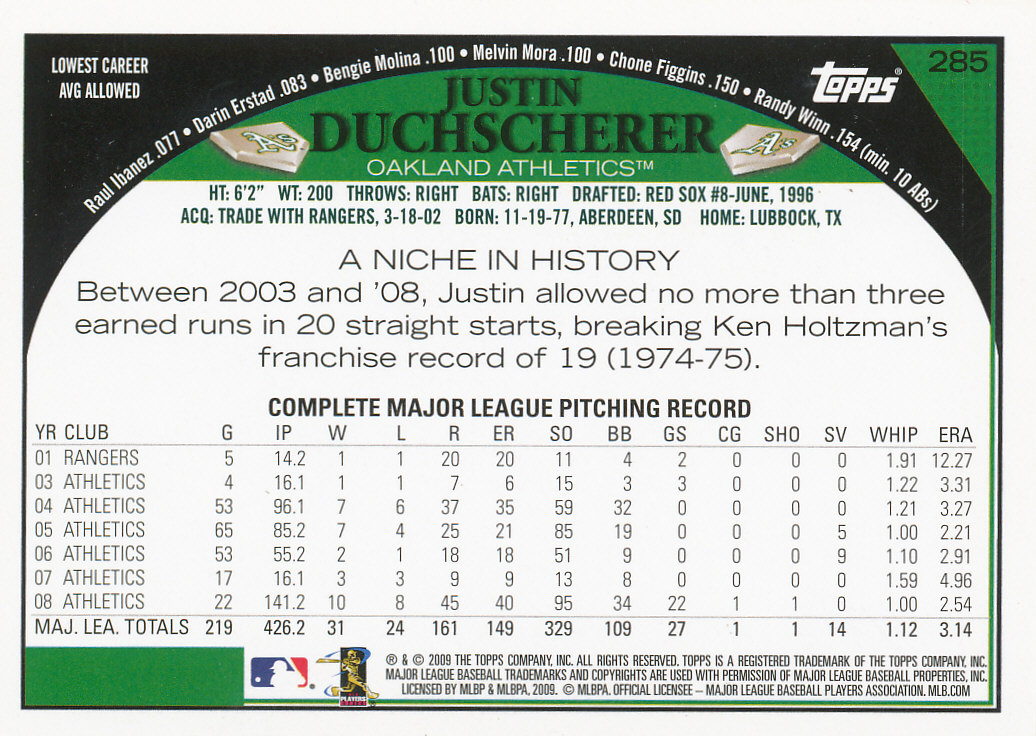 LOWEST CAREER
AVG ALLOWED
Raul Ibanez .077 • Darin Erstad .083 • Bengie Molina .100 • Melvin Mora .100 • Chone Figgins .150 • Randy Winn .154 (min. 10 ABs)
TOPPS®
285
JUSTIN
DUCHSCHERER
A's
A's
OAKLAND ATHLETICS™
HT: 6'2" WT: 200 THROWS: RIGHT BATS: RIGHT DRAFTED: RED SOX #8-JUNE, 1996
ACQ: TRADE WITH RANGERS, 3-18-02 BORN: 11-19-77, ABERDEEN, SD HOME: LUBBOCK, TX
A NICHE IN HISTORY
Between 2003 and '08, Justin allowed no more than three
earned runs in 20 straight starts, breaking Ken Holtzman's
franchise record of 19 (1974-75).
COMPLETE MAJOR LEAGUE PITCHING RECORD
YR CLUB G IP W L R ER SO BB GS CG SHO SV WHIP ERA
01 RANGERS 5 14.2 1 1 20 20 11 4 2 0 0 0 1.91 12.27
03 ATHLETICS 4 16.1 1 1 7 6 15 3 3 0 0 0 1.22 3.31
04 ATHLETICS 53 96.1 7 6 37 35 59 32 0 0 0 0 1.21 3.27
05 ATHLETICS 65 85.2 7 4 25 21 85 19 0 0 0 5 1.00 2.21
06 ATHLETICS 53 55.2 2 1 18 18 51 9 0 0 0 9 1.10 2.91
07 ATHLETICS 17 16.1 3 3 9 9 13 8 0 0 0 0 1.59 4.96
08 ATHLETICS 22 141.2 10 8 45 40 95 34 22 1 1 0 1.00 2.54
MAJ. LEA. TOTALS 219 426.2 31 24 161 149 329 109 27 1 1 14 1.12 3.14
® & © 2009 THE TOPPS COMPANY, INC. ALL RIGHTS RESERVED. TOPPS IS A REGISTERED TRADEMARK OF THE TOPPS COMPANY, INC.
MAJOR LEAGUE BASEBALL TRADEMARKS AND COPYRIGHTS ARE USED WITH PERMISSION OF MAJOR LEAGUE BASEBALL PROPERTIES, INC.
LICENSED BY MLBP & MLBPA, 2009. © MLBPA. OFFICIAL LICENSEE – MAJOR LEAGUE BASEBALL PLAYERS ASSOCIATION. MLB.COM
PLAYERS
CHOICE